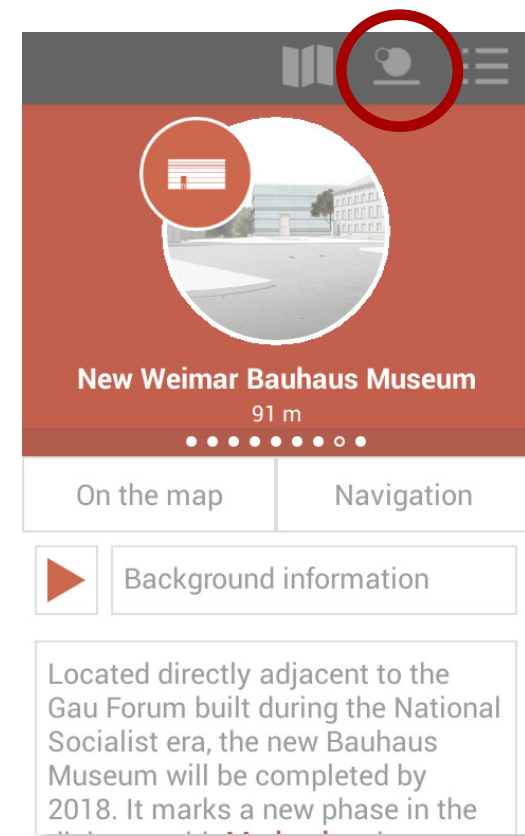 New Weimar Bauhaus Museum
91 m
On the map
Navigation
Background information
Located directly adjacent to the
Gau Forum built during the National
Socialist era, the new Bauhaus
Museum will be completed by
2018. It marks a new phase in the